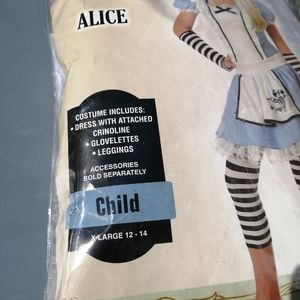 ALICE
COSTUME INCLUDES:
• DRESS WITH ATTACHED
CRINOLINE
• GLOVELETTES
• LEGGINGS
ACCESSORIES
SOLD SEPARATELY
Child
X-LARGE 12 - 14